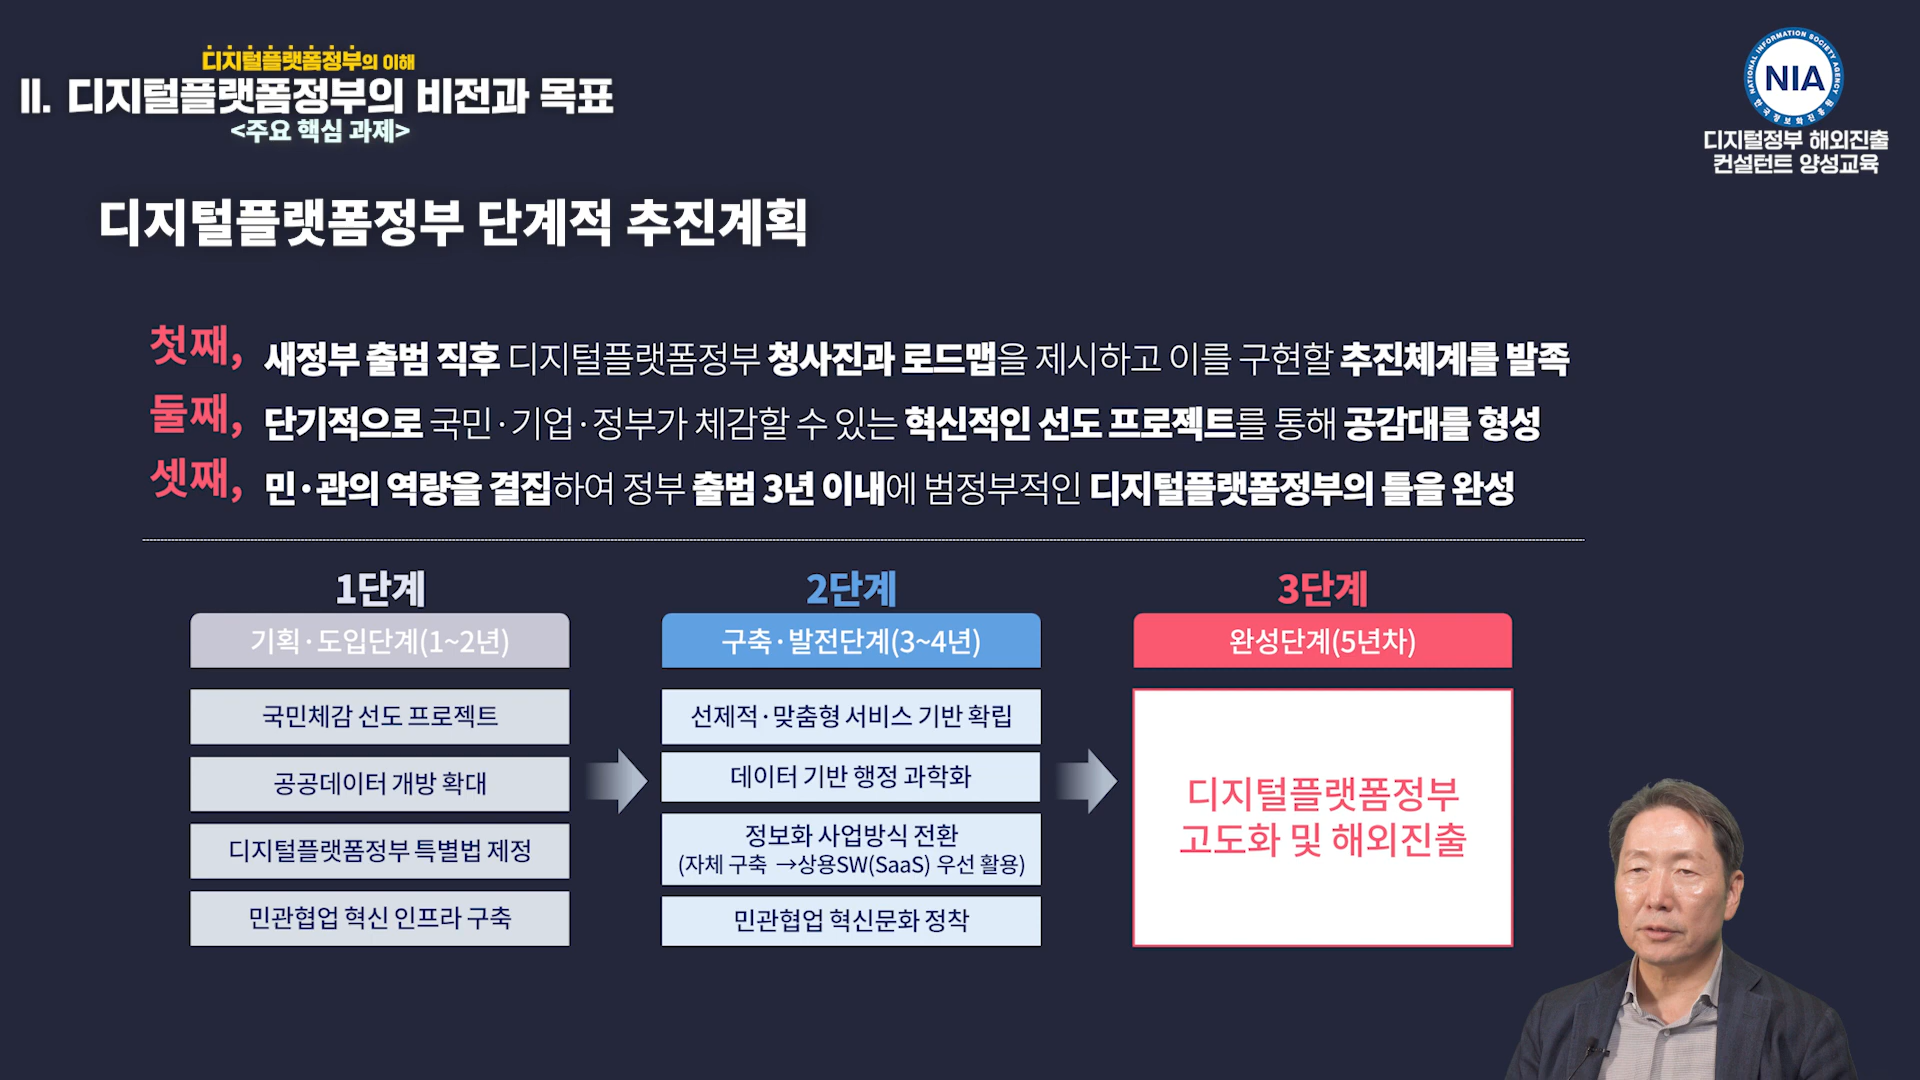 디지털플랫폼정부의 이해
II. 디지털플랫폼정부의 비전과 목표
<주요 핵심 과제>
NATIONAL INFORMATION SOCIETY AGENCY
NIA
한국정보화진흥원
디지털정부 해외진출
컨설턴트 양성교육
디지털플랫폼정부 단계적 추진계획
첫째, 새정부 출범 직후 디지털플랫폼정부 청사진과 로드맵을 제시하고 이를 구현할 추진체계를 발족
둘째, 단기적으로 국민·기업·정부가 체감할 수 있는 혁신적인 선도 프로젝트를 통해 공감대를 형성
셋째, 민·관의 역량을 결집하여 정부 출범 3년 이내에 범정부적인 디지털플랫폼정부의 틀을 완성
1단계
기획·도입단계(1~2년)
국민체감 선도 프로젝트
공공데이터 개방 확대
디지털플랫폼정부 특별법 제정
민관협업 혁신 인프라 구축
2단계
구축·발전단계(3~4년)
선제적·맞춤형 서비스 기반 확립
데이터 기반 행정 과학화
정보화 사업방식 전환
(자체 구축 →상용SW(SaaS) 우선 활용)
민관협업 혁신문화 정착
3단계
완성단계(5년차)
디지털플랫폼정부
고도화 및 해외진출